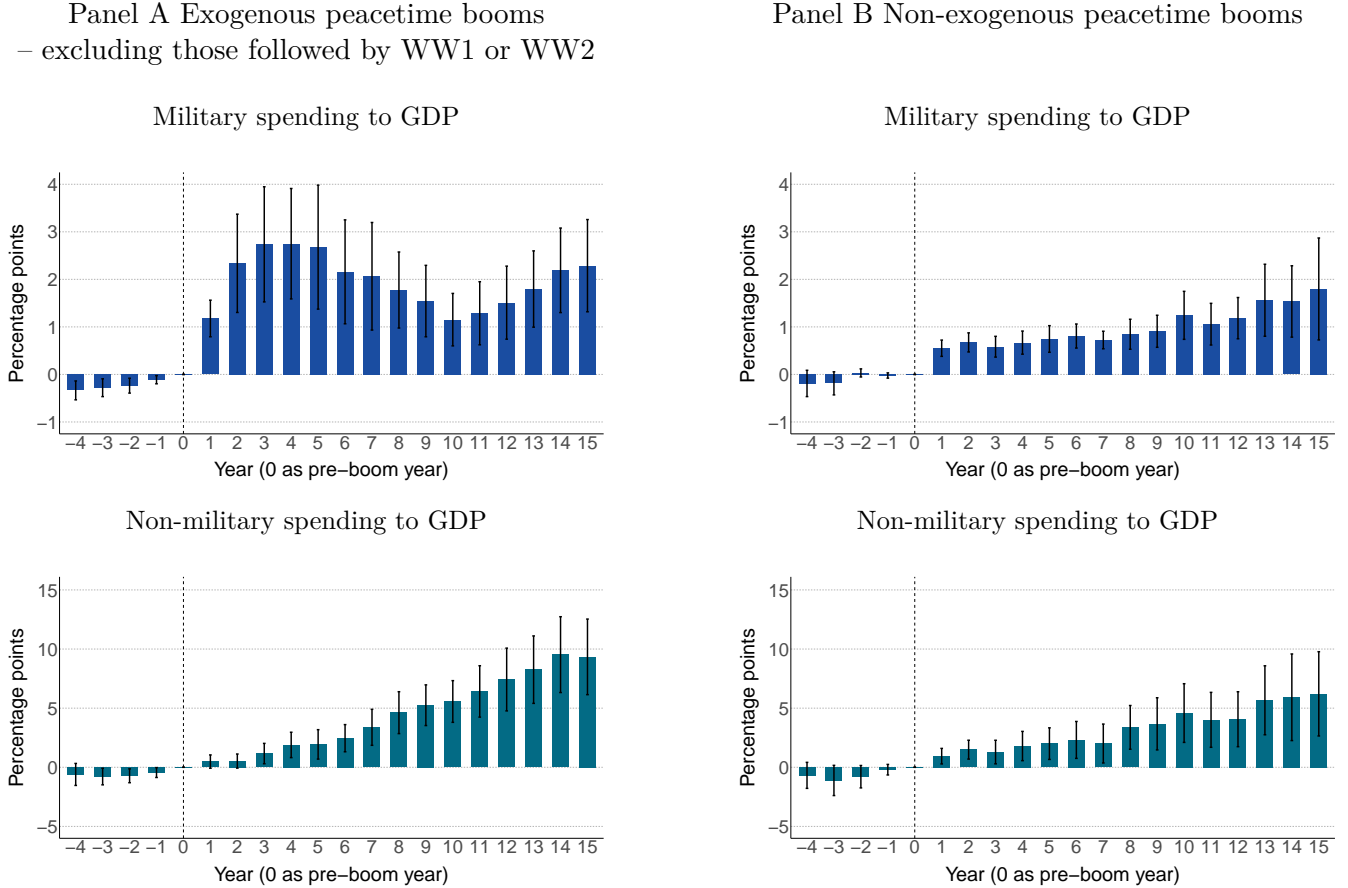 Panel A Exogenous peacetime booms
– excluding those followed by WW1 or WW2
Military spending to GDP
Percentage points
4
3
2
1
0
−1
−4 −3 −2 −1 0 1 2 3 4 5 6 7 8 9 10 11 12 13 14 15
Year (0 as pre−boom year)
Non-military spending to GDP
Percentage points
15
10
5
0
−5
−4 −3 −2 −1 0 1 2 3 4 5 6 7 8 9 10 11 12 13 14 15
Year (0 as pre−boom year)
Panel B Non-exogenous peacetime booms
Military spending to GDP
Percentage points
4
3
2
1
0
−1
−4 −3 −2 −1 0 1 2 3 4 5 6 7 8 9 10 11 12 13 14 15
Year (0 as pre−boom year)
Non-military spending to GDP
Percentage points
15
10
5
0
−5
−4 −3 −2 −1 0 1 2 3 4 5 6 7 8 9 10 11 12 13 14 15
Year (0 as pre−boom year)